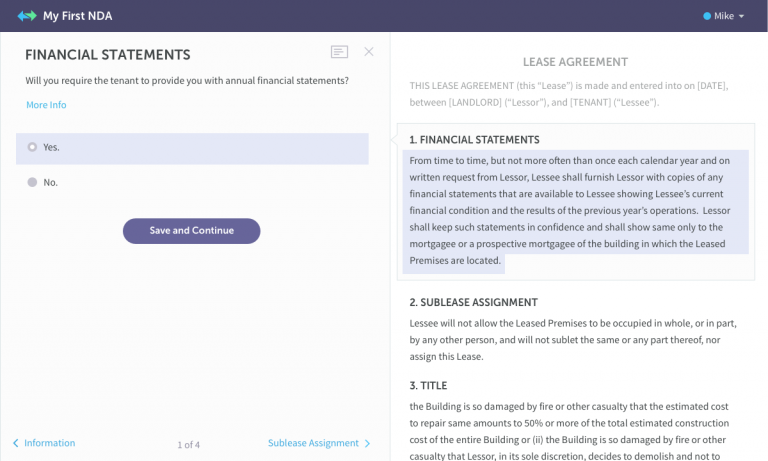 My First NDA
Mike
FINANCIAL STATEMENTS
Will you require the tenant to provide you with annual financial statements?
More Info
Yes.
No.
Save and Continue
Information
1 of 4
Sublease Assignment
LEASE AGREEMENT
THIS LEASE AGREEMENT (this “Lease”) is made and entered into on [DATE],
between [LANDLORD] (“Lessor”), and [TENANT] (“Lessee”).
1. FINANCIAL STATEMENTS
From time to time, but not more often than once each calendar year and on
written request from Lessor, Lessee shall furnish Lessor with copies of any
financial statements that are available to Lessee showing Lessee’s current
financial condition and the results of the previous year’s operations.  Lessor
shall keep such statements in confidence and shall show same only to the
mortgagee or a prospective mortgagee of the building in which the Leased
Premises are located.
2. SUBLEASE ASSIGNMENT
Lessee will not allow the Leased Premises to be occupied in whole, or in part,
by any other person, and will not sublet the same or any part thereof, nor
assign this Lease.
3. TITLE
the Building is so damaged by fire or other casualty that the estimated cost
to repair same amounts to 50% or more of the total estimated construction
cost of the entire Building or (ii) the Building is so damaged by fire or other
casualty that Lessor, in its sole discretion, decides to demolish and not to